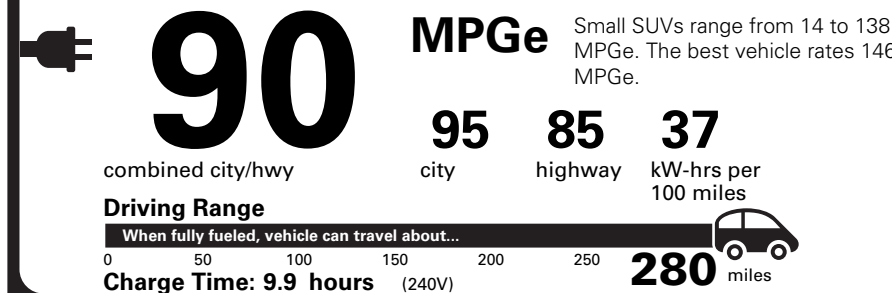 90
MPGe
Small SUVs range from 14 to 138
MPGe. The best vehicle rates 146
MPGe.
combined city/hwy
95
city
85
highway
37
kW-hrs per
100 miles
Driving Range
When fully fueled, vehicle can travel about...
0 50 100 150 200 250 280 miles
Charge Time: 9.9 hours (240V)